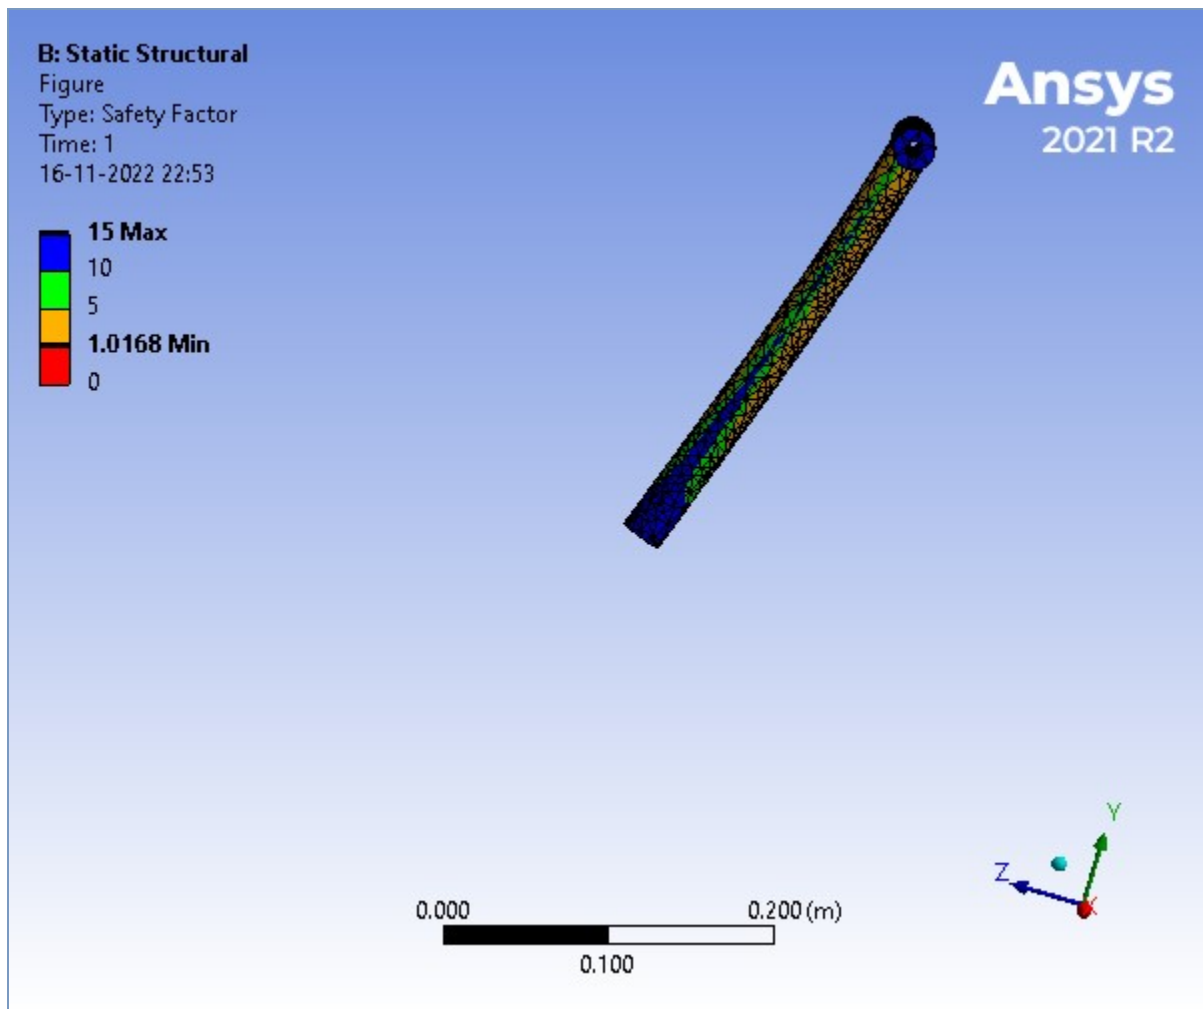 B: Static Structural
Figure
Type: Safety Factor
Time: 1
16-11-2022 22:53
15 Max
10
5
1.0168 Min
0
Ansys
2021 R2
Y
Z
X
0.000
0.200 (m)
0.100